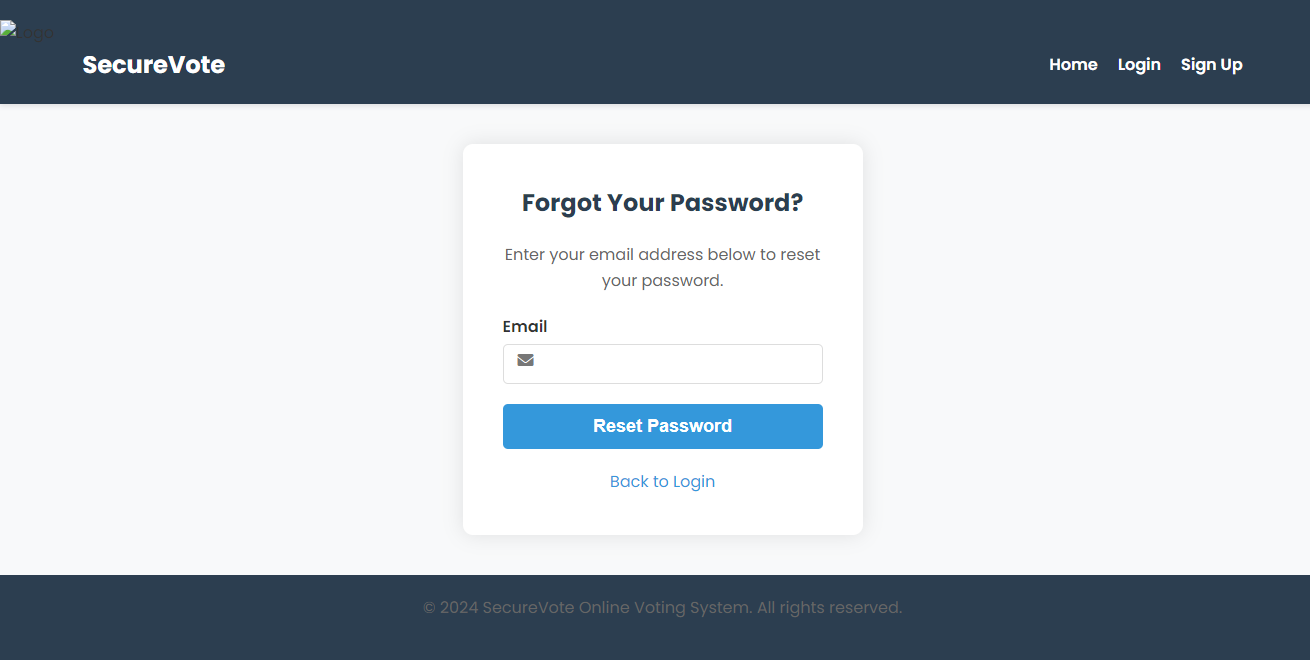 Logo
SecureVote
Home Login Sign Up
Forgot Your Password?
Enter your email address below to reset
your password.
Email
Reset Password
Back to Login
© 2024 SecureVote Online Voting System. All rights reserved.